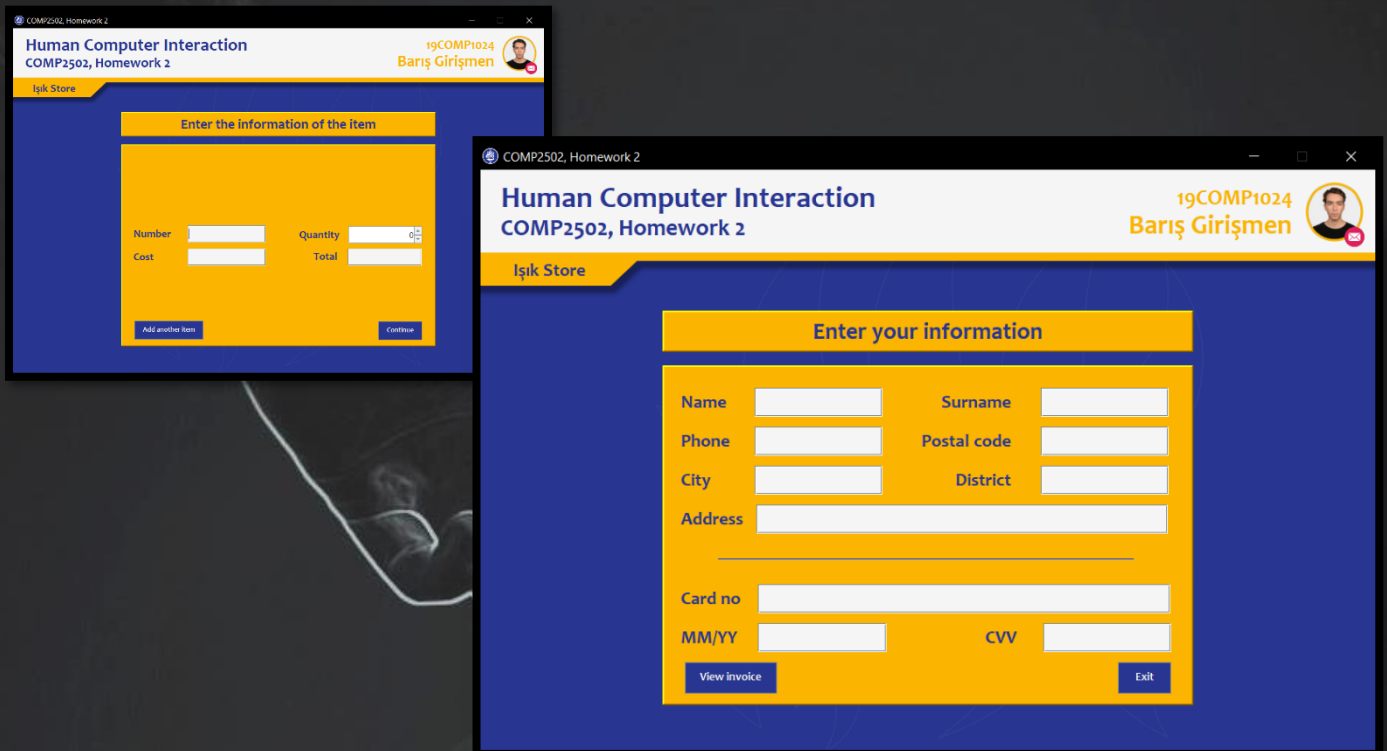 COMP2502, Homework 2
Human Computer Interaction
COMP2502, Homework 2
19COMP1024
Barış Girişmen
Işık Store
Enter the information of the item
Number
Quantity
0
Cost
Total
Add another item
Continue
COMP2502, Homework 2
Human Computer Interaction
COMP2502, Homework 2
19COMP1024
Barış Girişmen
Işık Store
Enter your information
Name
Surname
Phone
Postal code
City
District
Address
Card no
MM/YY
CVV
View invoice
Exit